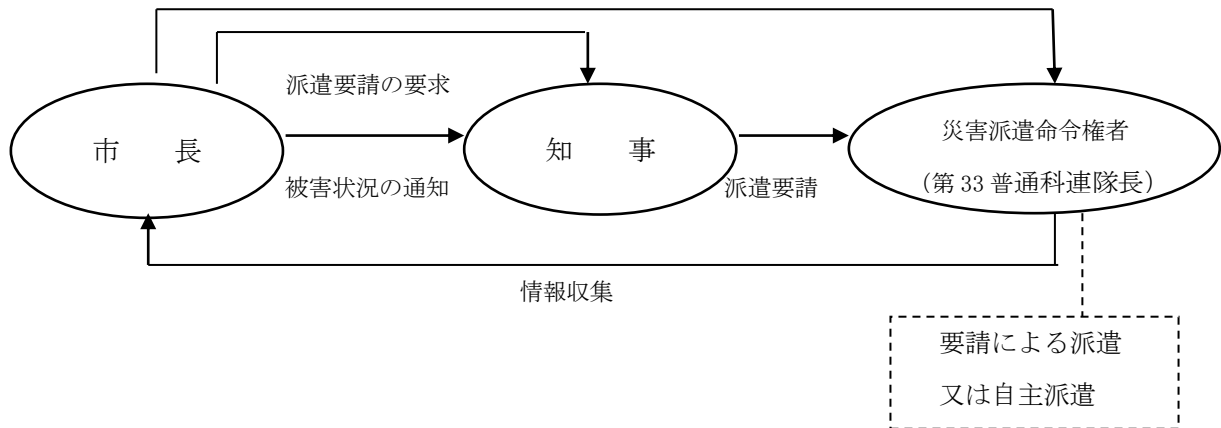 派遣要請の要求
市　　長
知　　事
災害派遣命令権者
(第 33 普通科連隊長)
被害状況の通知
派遣要請
情報収集
要請による派遣
又は自主派遣